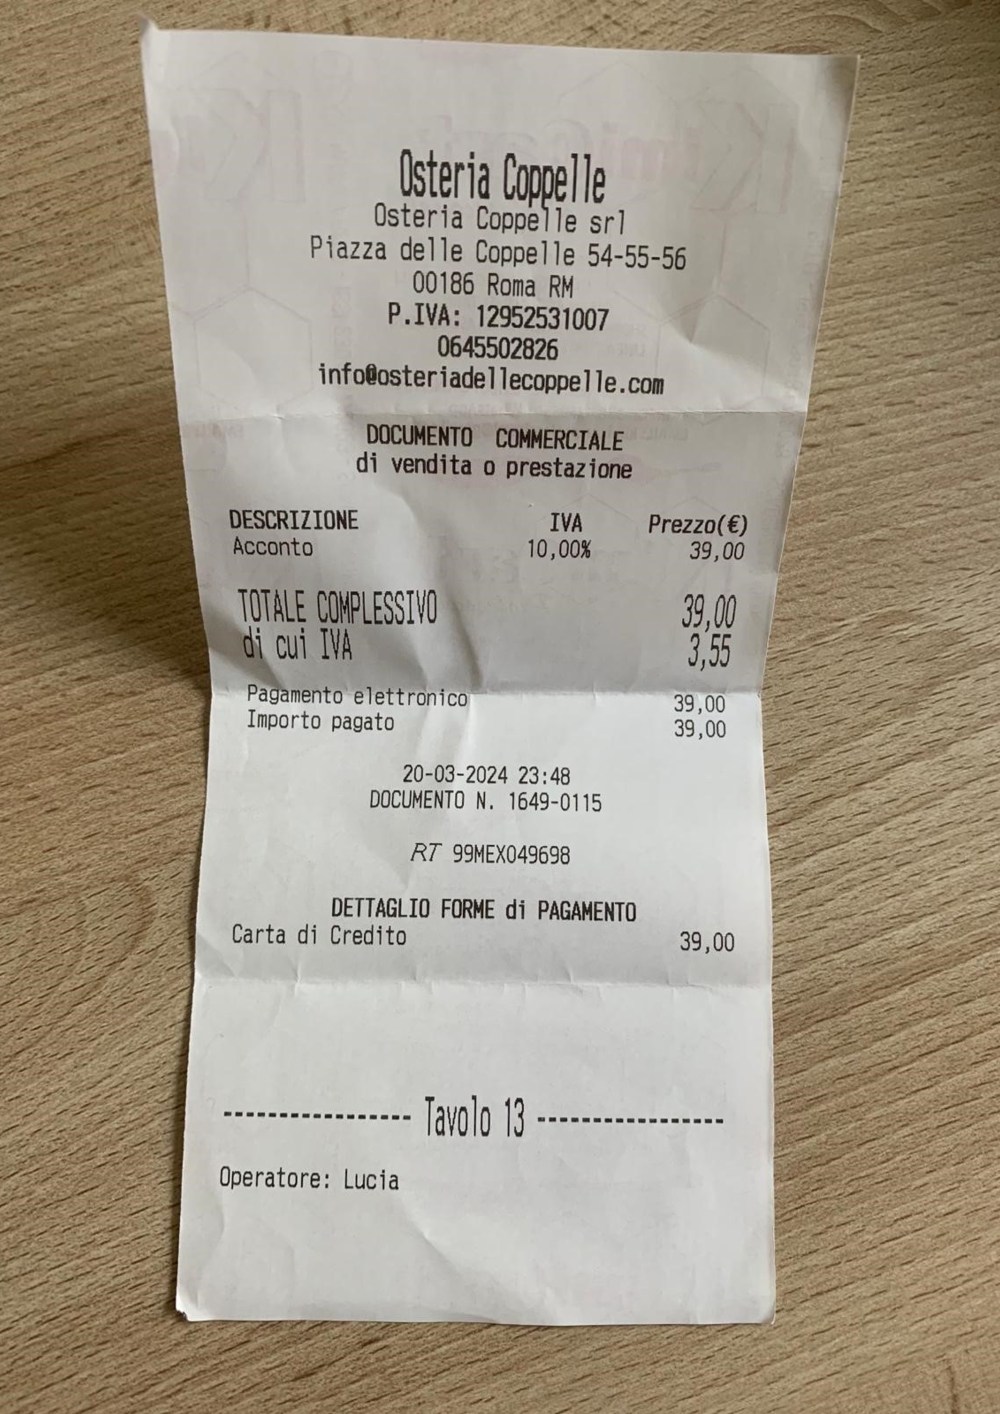 Osteria Coppelle
Osteria Coppelle srl
Piazza delle Coppelle 54-55-56
00186 Roma RM
P.IVA: 12952531007
0645502826
info@osteriadellecoppelle.com
DOCUMENTO COMMERCIALE
di vendita o prestazione
DESCRIZIONE IVA Prezzo(€)
Acconto 10,00% 39,00
TOTALE COMPLESSIVO 39,00
di cui IVA 3,55
Pagamento elettronico 39,00
Importo pagato 39,00
20-03-2024 23:48
DOCUMENTO N. 1649-0115
RT 99MEX049698
DETTAGLIO FORME di PAGAMENTO
Carta di Credito 39,00
----------------- Tavolo 13 -----------------
Operatore: Lucia